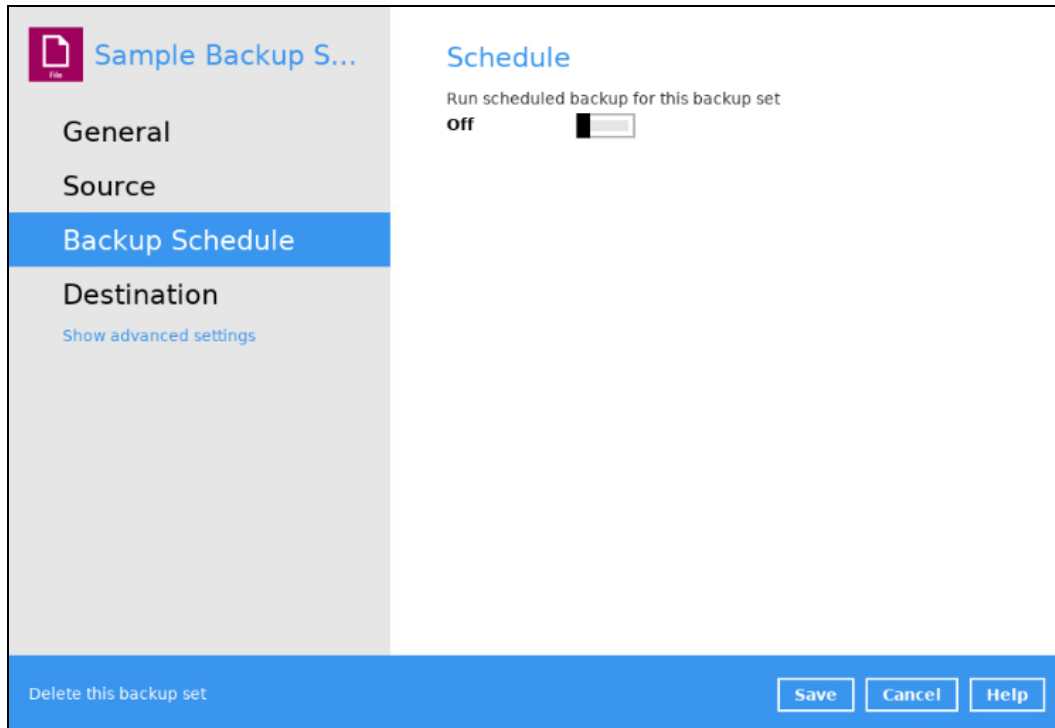 File
Sample Backup S...
General
Source
Backup Schedule
Destination
Show advanced settings
Schedule
Run scheduled backup for this backup set
Off
Delete this backup set
Save
Cancel
Help